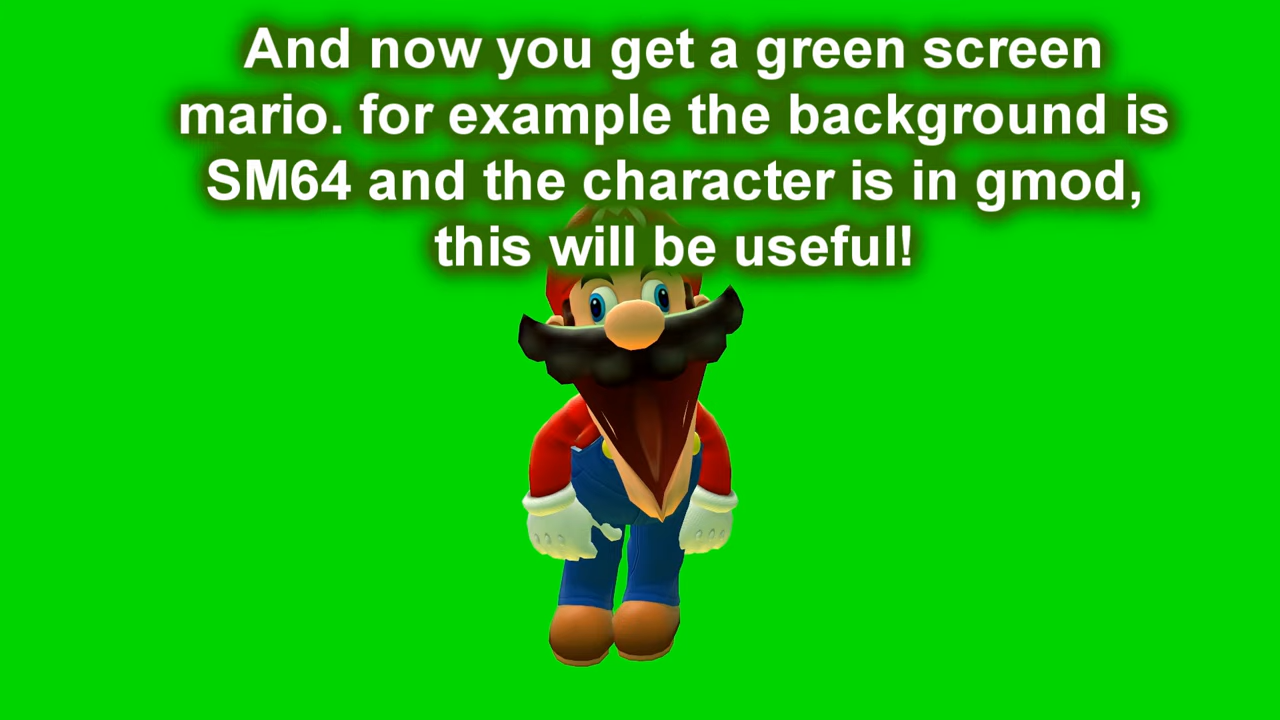 And now you get a green screen
mario. for example the background is
SM64 and the character is in gmod,
this will be useful!